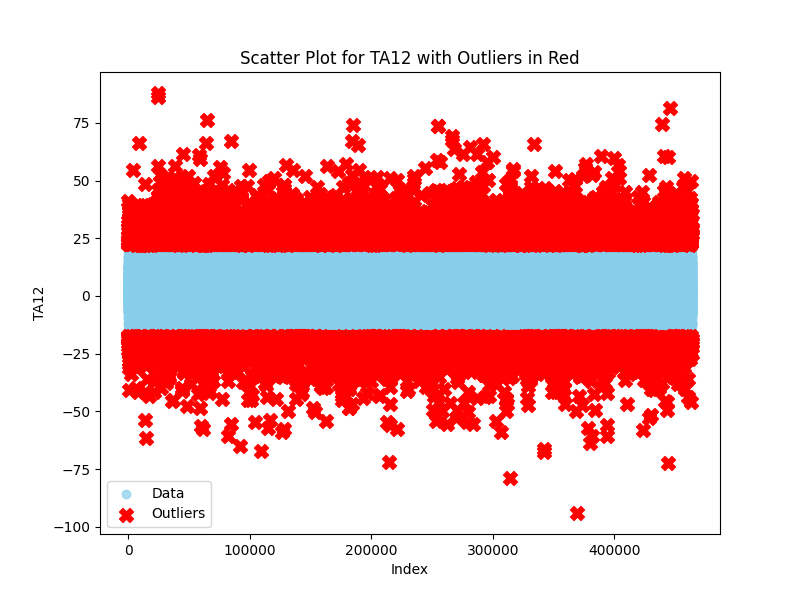 Scatter Plot for TA12 with Outliers in Red
75
50
25
0
−25
−50
−75
−100
TA12
Data
Outliers
0
100000
200000
300000
400000
Index